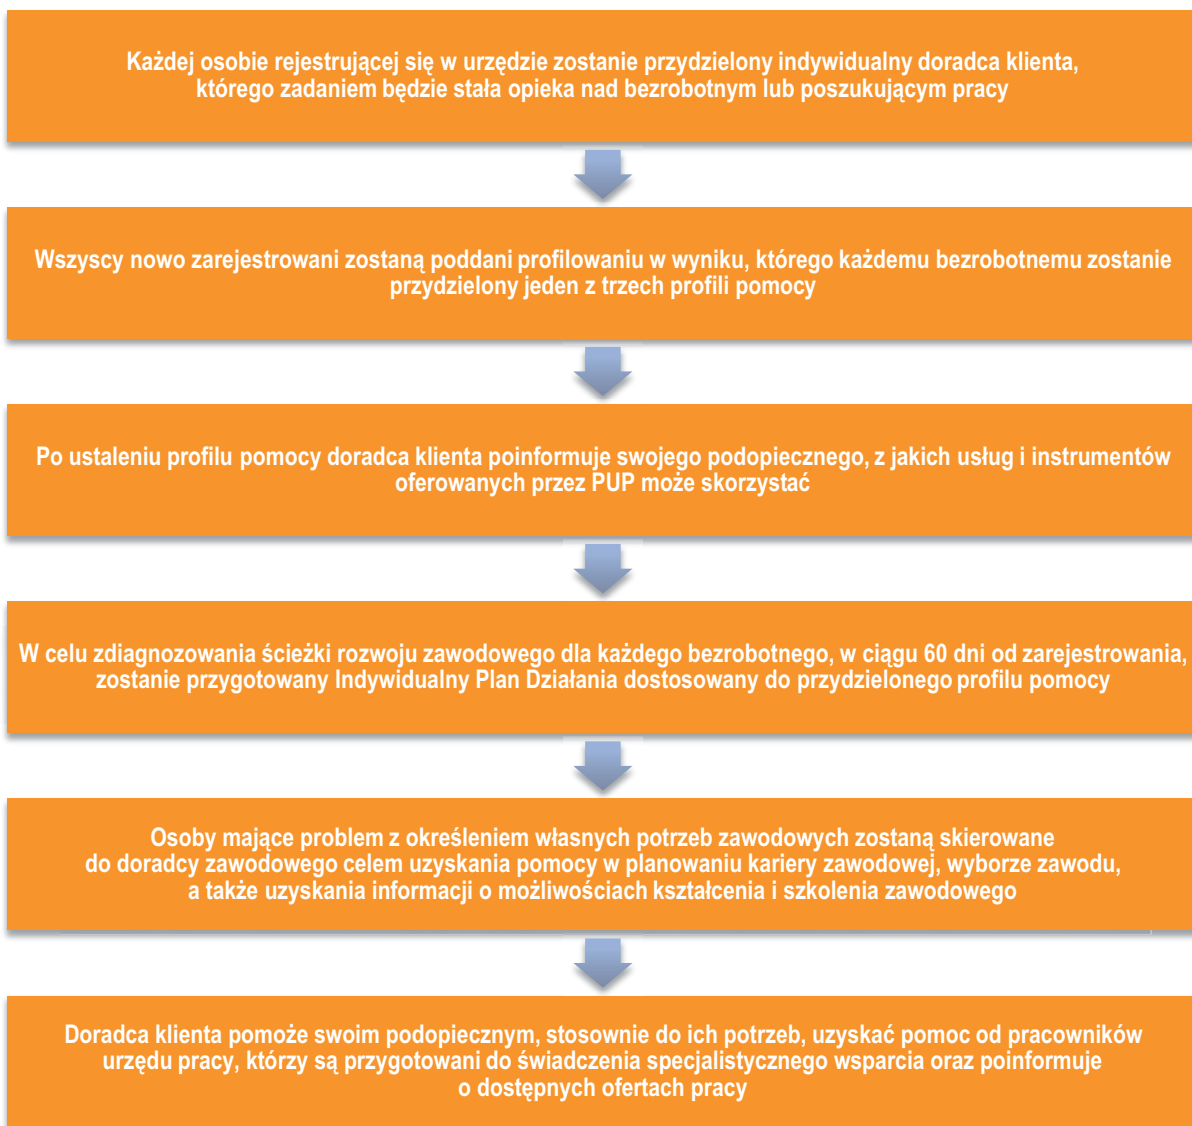 Każdej osobie rejestrującej się w urzędzie zostanie przydzielony indywidualny doradca klienta,
którego zadaniem będzie stała opieka nad bezrobotnym lub poszukującym pracy
Wszyscy nowo zarejestrowani zostaną poddani profilowaniu w wyniku, którego każdemu bezrobotnemu zostanie
przydzielony jeden z trzech profili pomocy
Po ustaleniu profilu pomocy doradca klienta poinformuje swojego podopiecznego, z jakich usług i instrumentów
oferowanych przez PUP może skorzystać
W celu zdiagnozowania ścieżki rozwoju zawodowego dla każdego bezrobotnego, w ciągu 60 dni od zarejestrowania,
zostanie przygotowany Indywidualny Plan Działania dostosowany do przydzielonego profilu pomocy
Osoby mające problem z określeniem własnych potrzeb zawodowych zostaną skierowane
do doradcy zawodowego celem uzyskania pomocy w planowaniu kariery zawodowej, wyborze zawodu,
a także uzyskania informacji o możliwościach kształcenia i szkolenia zawodowego
Doradca klienta pomoże swoim podopiecznym, stosownie do ich potrzeb, uzyskać pomoc od pracowników
urzędu pracy, którzy są przygotowani do świadczenia specjalistycznego wsparcia oraz poinformuje
o dostępnych ofertach pracy